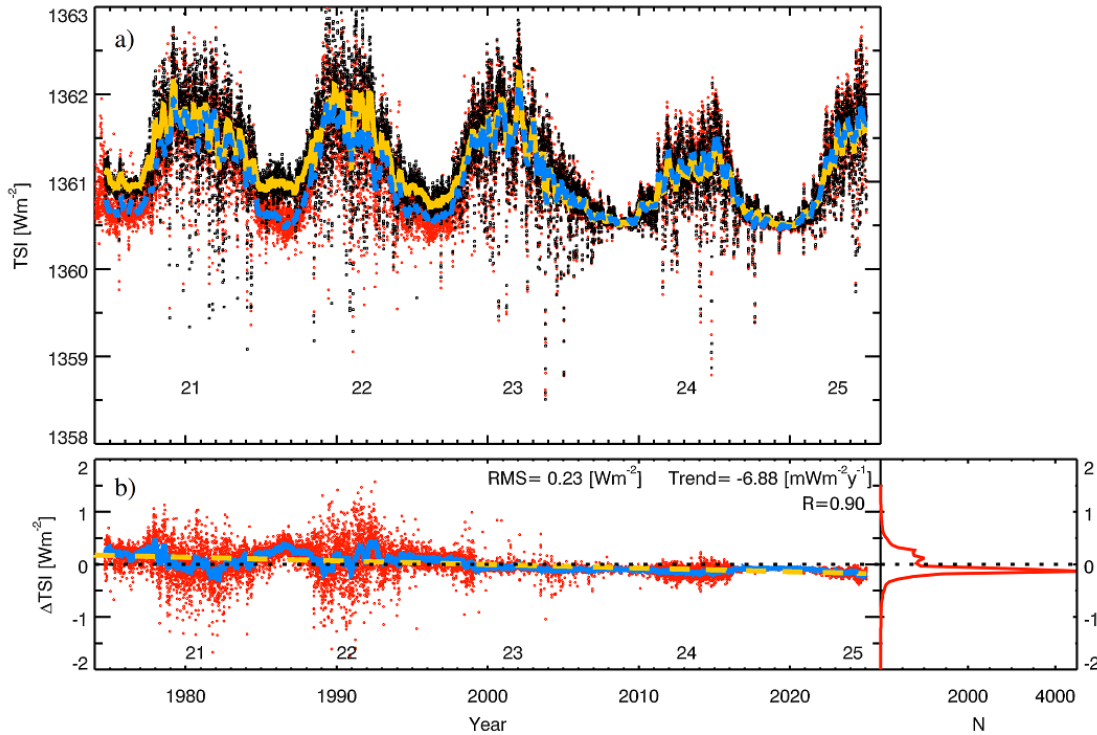 a)
1363
1362
1361
1360
1359
1358
TSI [Wm-2]
21 22 23 24 25
b)
RMS= 0.23 [Wm-2] Trend= -6.88 [mWm-2y-1]
R=0.90
2
1
0
-1
-2
ΔTSI [Wm-2]
21 22 23 24 25
1980 1990 2000 2010 2020
Year
2
1
0
-1
-2
2000 4000
N